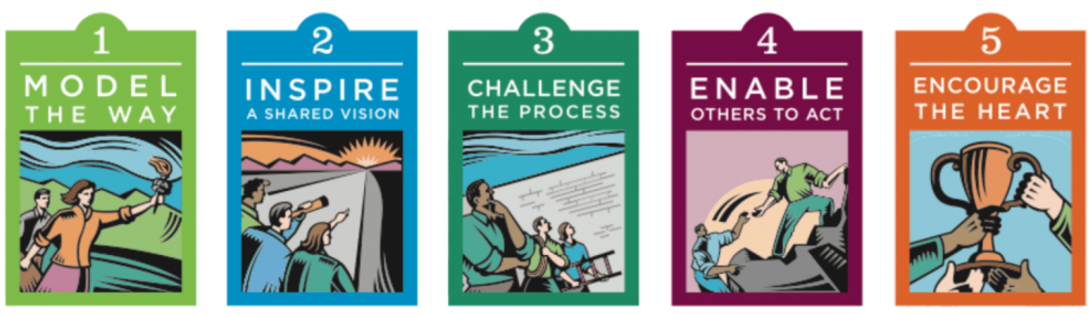 1
MODEL
THE WAY
2
INSPIRE
A SHARED VISION
3
CHALLENGE
THE PROCESS
4
ENABLE
OTHERS TO ACT
5
ENCOURAGE
THE HEART